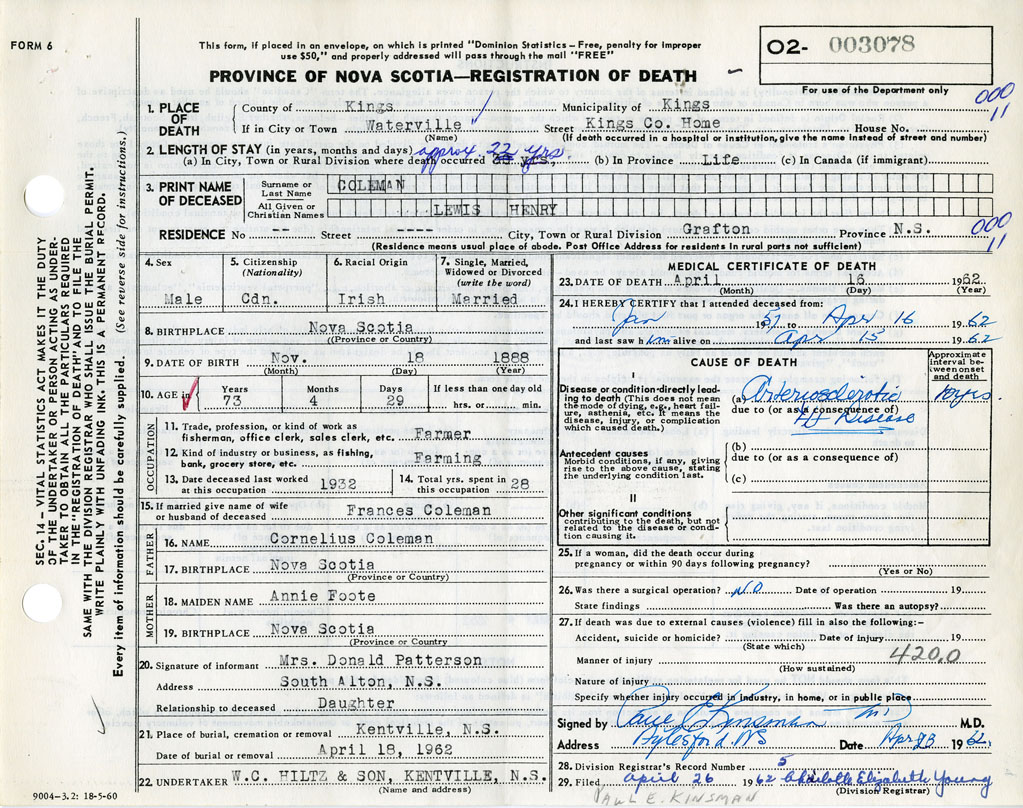 FORM 6
This form, if placed in an envelope, on which is printed "Dominion Statistics – Free, penalty for improper
use $50," and properly addressed will pass through the mail "FREE"
O2- 003078
For use of the Department only
PROVINCE OF NOVA SCOTIA—REGISTRATION OF DEATH
000
11
1. PLACE OF DEATH
County of Kings Municipality of Kings
If in City or Town Waterville Street Kings Co. Home House No.
(Name) (If death occurred in a hospital or institution, give the name instead of street and number)
2. LENGTH OF STAY (in years, months and days) approx 22 yrs.
(a) In City, Town or Rural Division where death occurred yrs. (b) In Province Life (c) In Canada (if immigrant)
3. PRINT NAME OF DECEASED
Surname or Last Name COLEMAN
All Given or Christian Names LEWIS HENRY
000
11
RESIDENCE No -- Street ---- City, Town or Rural Division Grafton Province N.S.
(Residence means usual place of abode. Post Office Address for residents in rural parts not sufficient)
4. Sex
Male
5. Citizenship
(Nationality)
Cdn.
6. Racial Origin
Irish
7. Single, Married,
Widowed or Divorced
(write the word)
Married
8. BIRTHPLACE Nova Scotia
(Province or Country)
9. DATE OF BIRTH Nov. 18 1888
(Month) (Day) (Year)
10. AGE in
Years Months Days If less than one day old
73 4 29 hrs. or min.
OCCUPATION
11. Trade, profession, or kind of work as
fisherman, office clerk, sales clerk, etc. Farmer
12. Kind of industry or business, as fishing,
bank, grocery store, etc. Farming
13. Date deceased last worked
at this occupation 1932
14. Total yrs. spent in
this occupation 28
15. If married give name of wife
or husband of deceased Frances Coleman
FATHER
16. NAME Cornelius Coleman
17. BIRTHPLACE Nova Scotia
(Province or Country)
MOTHER
18. MAIDEN NAME Annie Foote
19. BIRTHPLACE Nova Scotia
(Province or Country
20. Signature of informant Mrs. Donald Patterson
Address South Alton, N.S.
Relationship to deceased Daughter
21. Place of burial, cremation or removal Kentville, N.S.
Date of burial or removal April 18, 1962
22. UNDERTAKER W.C. HILTZ & SON, KENTVILLE, N.S.
(Name and address)
9004-3.2: 18-5-60
MEDICAL CERTIFICATE OF DEATH
23. DATE OF DEATH April 16 1962
(Month) (Day) (Year)
24. I HEREBY CERTIFY that I attended deceased from:
Jan 1957 to Apr 16 1962
and last saw h im alive on Apr 15 1962
CAUSE OF DEATH
Approximate
interval be-
tween onset
and death
I
Disease or condition directly lead-
ing to death (This does not mean
the mode of dying, e.g., heart fail-
ure, asthenia, etc. It means the
disease, injury, or complication
which caused death.)
(a) Arteriosclerotic 10 yrs
due to (or as a consequence of)
Ht Disease
Antecedent causes
Morbid conditions, if any, giving
rise to the above cause, stating
the underlying condition last.
(b)
due to (or as a consequence of)
(c)
II
Other significant conditions
contributing to the death, but not
related to the disease or condi-
tion causing it.
25. If a woman, did the death occur during
pregnancy or within 90 days following pregnancy?
(Yes or No)
26. Was there a surgical operation? No Date of operation 19
State findings Was there an autopsy?
27. If death was due to external causes (violence) fill in also the following:–
Accident, suicide or homicide? Date of injury 19
(State which)
420.0
Manner of injury
(How sustained)
Nature of injury
Specify whether injury occurred in industry, in home, or in public place
Signed by Paul E Kinsman MD M.D.
Address Aylesford. NS Date Apr 23 1962
28. Division Registrar's Record Number 5
29. Filed April 26 1962 Charlotte Elizabeth Young
(Division Registrar)
PAUL E. KINSMAN
SEC. 14 – VITAL STATISTICS ACT MAKES IT THE DUTY
OF THE UNDERTAKER OR PERSON ACTING AS UNDER-
TAKER TO OBTAIN ALL THE PARTICULARS REQUIRED
IN THE "REGISTRATION OF DEATH" AND TO FILE THE
SAME WITH THE DIVISION REGISTRAR WHO SHALL ISSUE THE BURIAL PERMIT.
WRITE PLAINLY WITH UNFADING INK. THIS IS A PERMANENT RECORD.
Every item of information should be carefully supplied. (See reverse side for instructions.)